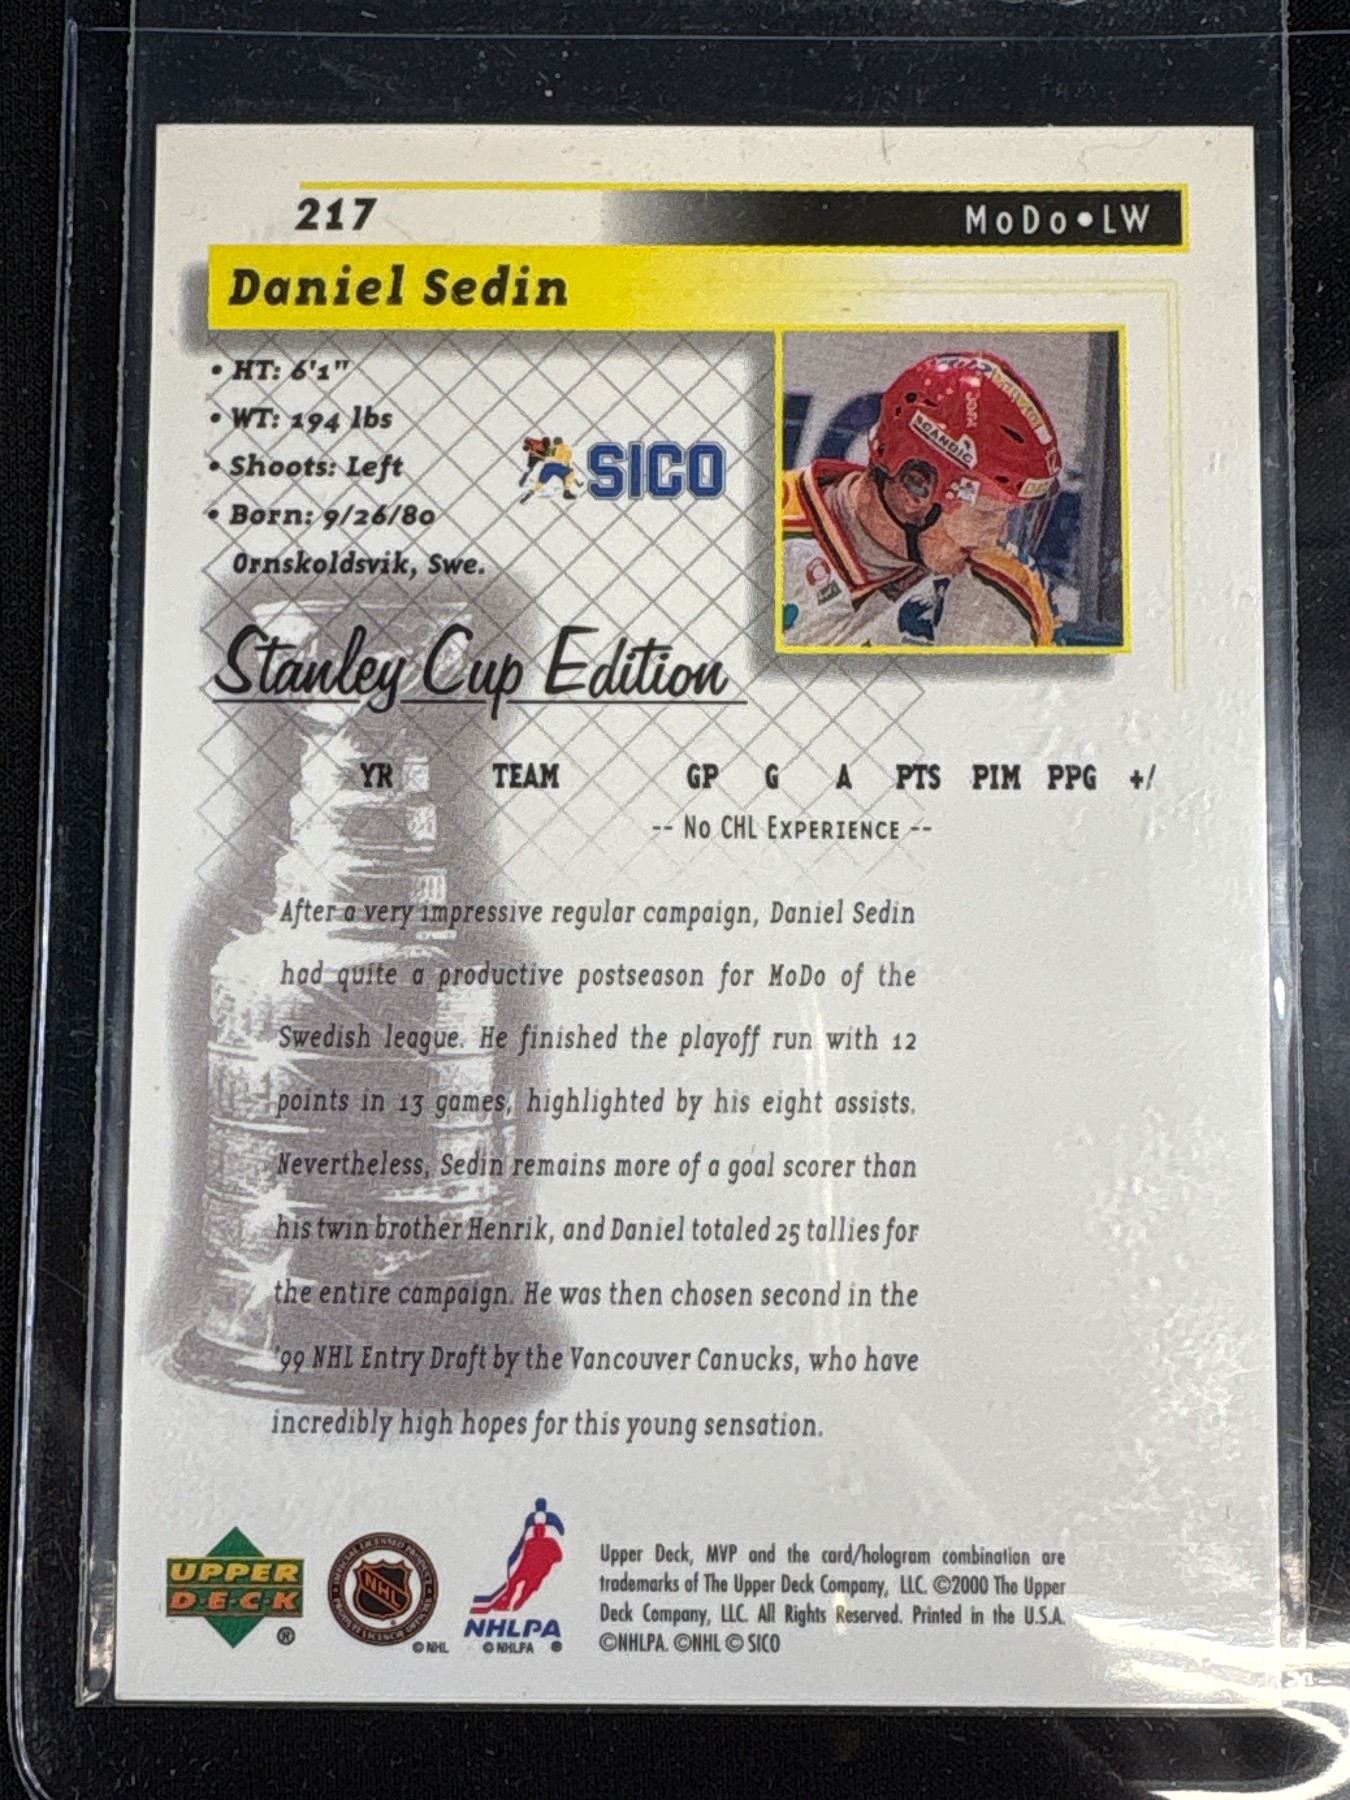 217
MoDo•LW
Daniel Sedin
• HT: 6'1"
• WT: 194 lbs
• Shoots: Left
• Born: 9/26/80
Ornskoldsvik, Swe.
SICO
SCANDIC
Stanley Cup Edition
YR TEAM GP G A PTS PIM PPG +/
-- No CHL Experience --
After a very impressive regular campaign, Daniel Sedin
had quite a productive postseason for MoDo of the
Swedish league. He finished the playoff run with 12
points in 13 games, highlighted by his eight assists.
Nevertheless, Sedin remains more of a goal scorer than
his twin brother Henrik, and Daniel totaled 25 tallies for
the entire campaign. He was then chosen second in the
'99 NHL Entry Draft by the Vancouver Canucks, who have
incredibly high hopes for this young sensation.
UPPER
D•E•C•K
®
NHL
© NHL
NHLPA
© NHLPA ®
Upper Deck, MVP and the card/hologram combination are
trademarks of The Upper Deck Company, LLC. ©2000 The Upper
Deck Company, LLC. All Rights Reserved. Printed in the U.S.A.
©NHLPA. ©NHL © SICO